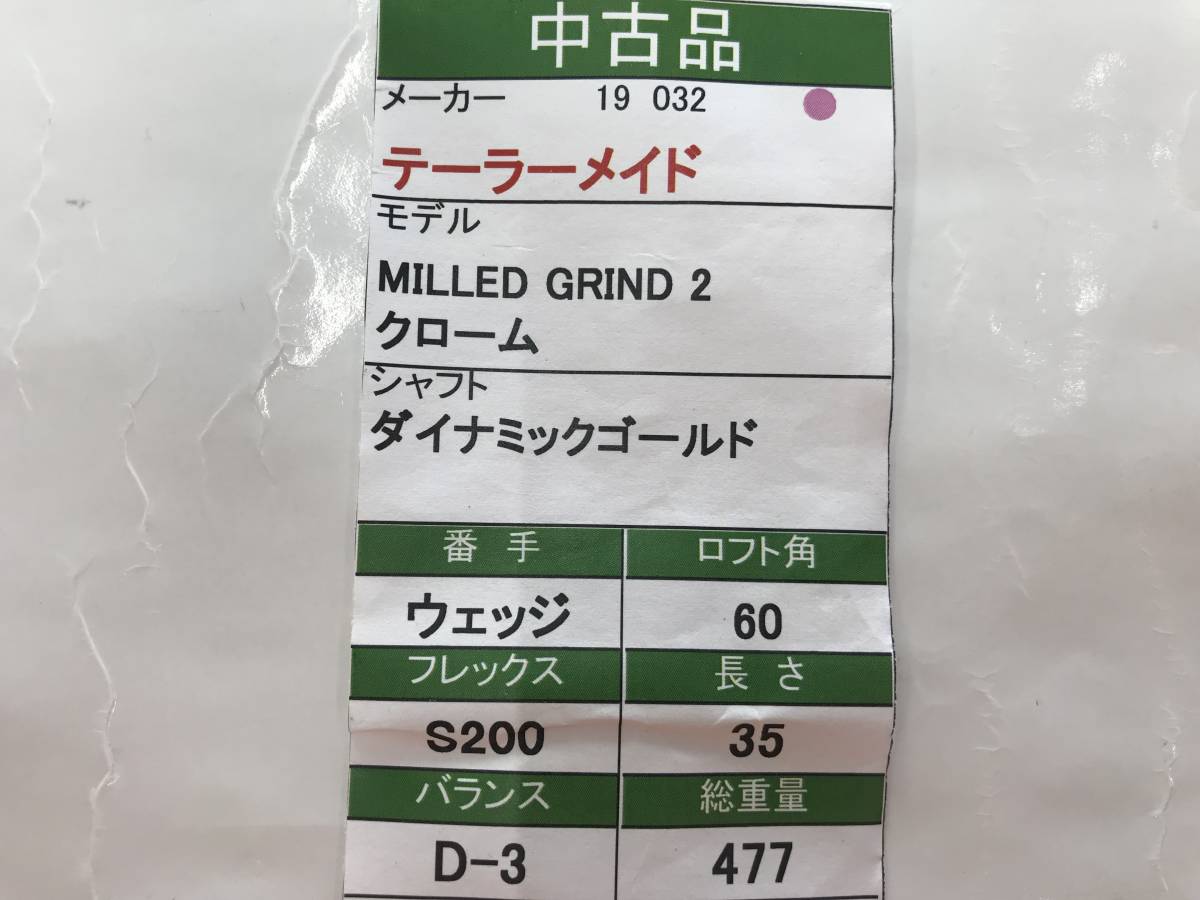 中古品
メーカー 19 032
テーラーメイド
モデル
MILLED GRIND 2
クローム
シャフト
ダイナミックゴールド
番 手 ロフト角
ウェッジ 60
フレックス 長 さ
S200 35
バランス 総重量
D-3 477